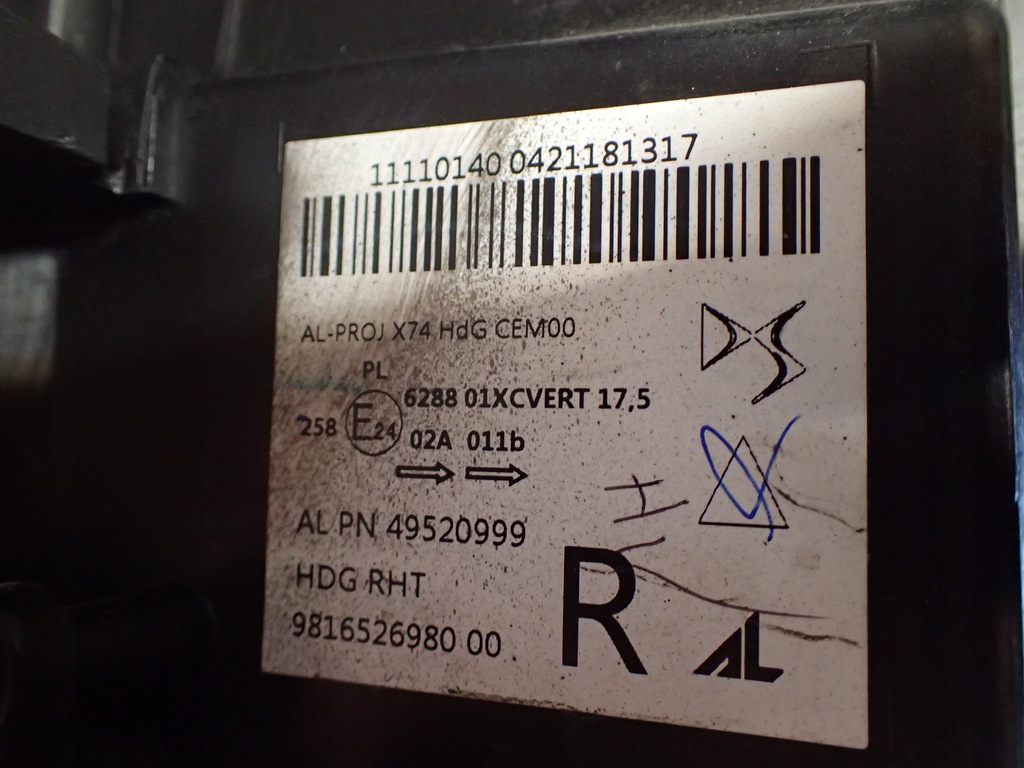 11110140 0421181317
AL-PROJ X74 HdG CEM00
PL
6288 01XCVERT 17,5
258 E24 02A 011b
AL PN 49520999
HDG RHT
9816526980 00
R
AL
DS
H